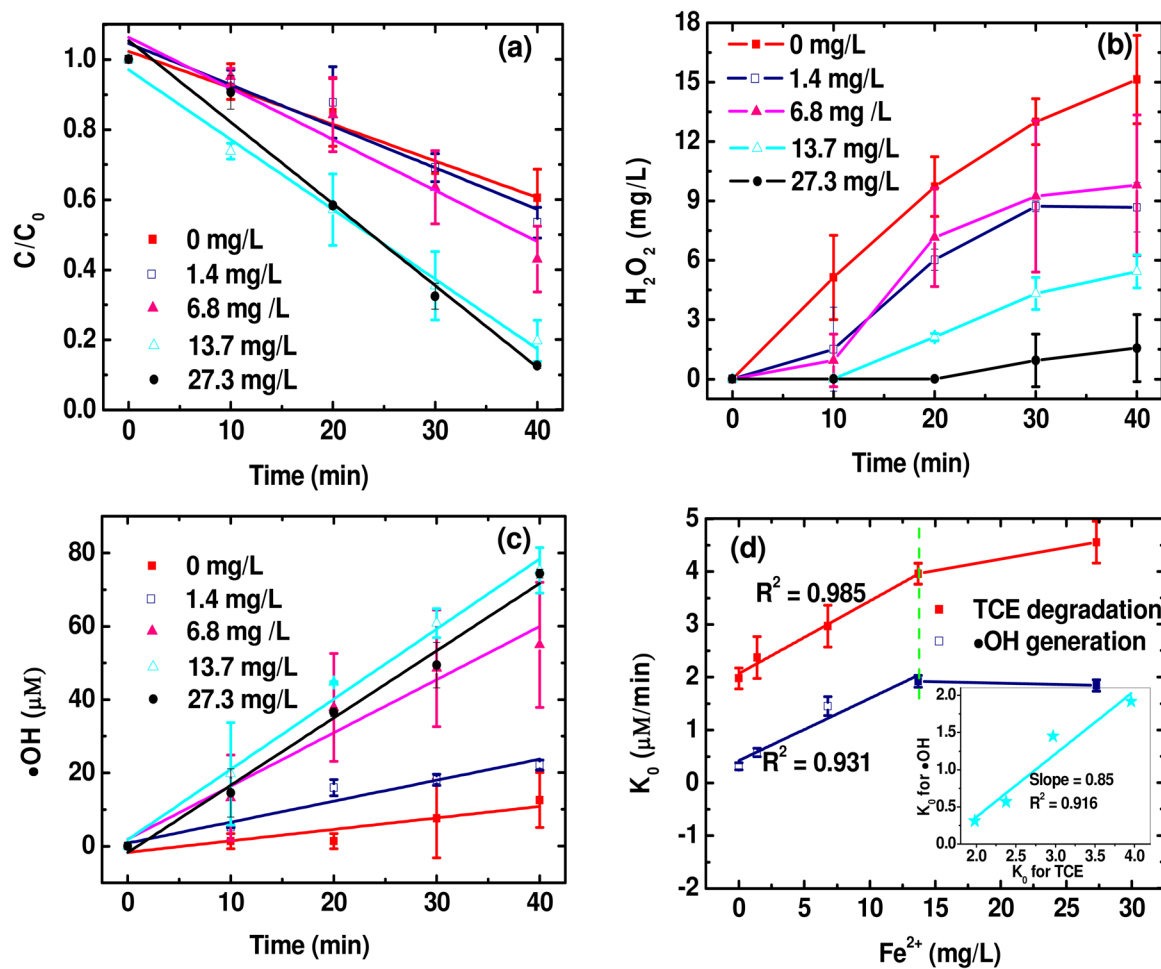 (a)
1.0
0.8
0.6
0.4
0.2
0.0
C/C0
0 mg/L
1.4 mg/L
6.8 mg /L
13.7 mg/L
27.3 mg/L
0 10 20 30 40
Time (min)
(b)
18
15
12
9
6
3
0
H2O2 (mg/L)
0 mg/L
1.4 mg/L
6.8 mg /L
13.7 mg/L
27.3 mg/L
0 10 20 30 40
Time (min)
(c)
80
60
40
20
0
●OH (μM)
0 mg/L
1.4 mg/L
6.8 mg /L
13.7 mg/L
27.3 mg/L
0 10 20 30 40
Time (min)
(d)
5
4
3
2
1
0
-1
-2
K0 (μM/min)
R2 = 0.985
TCE degradation
●OH generation
R2 = 0.931
2.0
1.5
1.0
0.5
0.0
K0 for ●OH
Slope = 0.85
R2 = 0.916
2.0 2.5 3.0 3.5 4.0
K0 for TCE
0 5 10 15 20 25 30
Fe2+ (mg/L)